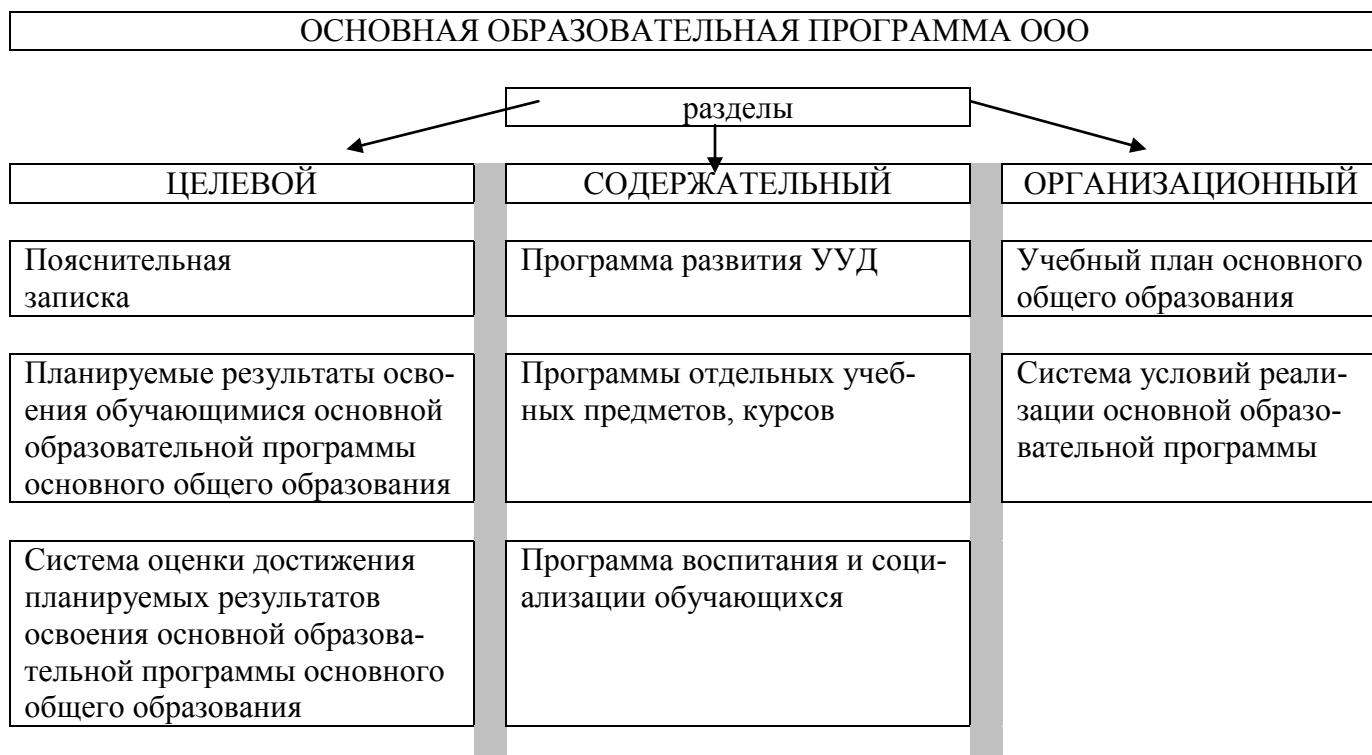 ОСНОВНАЯ ОБРАЗОВАТЕЛЬНАЯ ПРОГРАММА ООО
разделы
ЦЕЛЕВОЙ
СОДЕРЖАТЕЛЬНЫЙ
ОРГАНИЗАЦИОННЫЙ
Пояснительная
записка
Программа развития УУД
Учебный план основного
общего образования
Планируемые результаты осво-
ения обучающимися основной
образовательной программы
основного общего образования
Программы отдельных учеб-
ных предметов, курсов
Система условий реали-
зации основной образо-
вательной программы
Система оценки достижения
планируемых результатов
освоения основной образова-
тельной программы основного
общего образования
Программа воспитания и соци-
ализации обучающихся